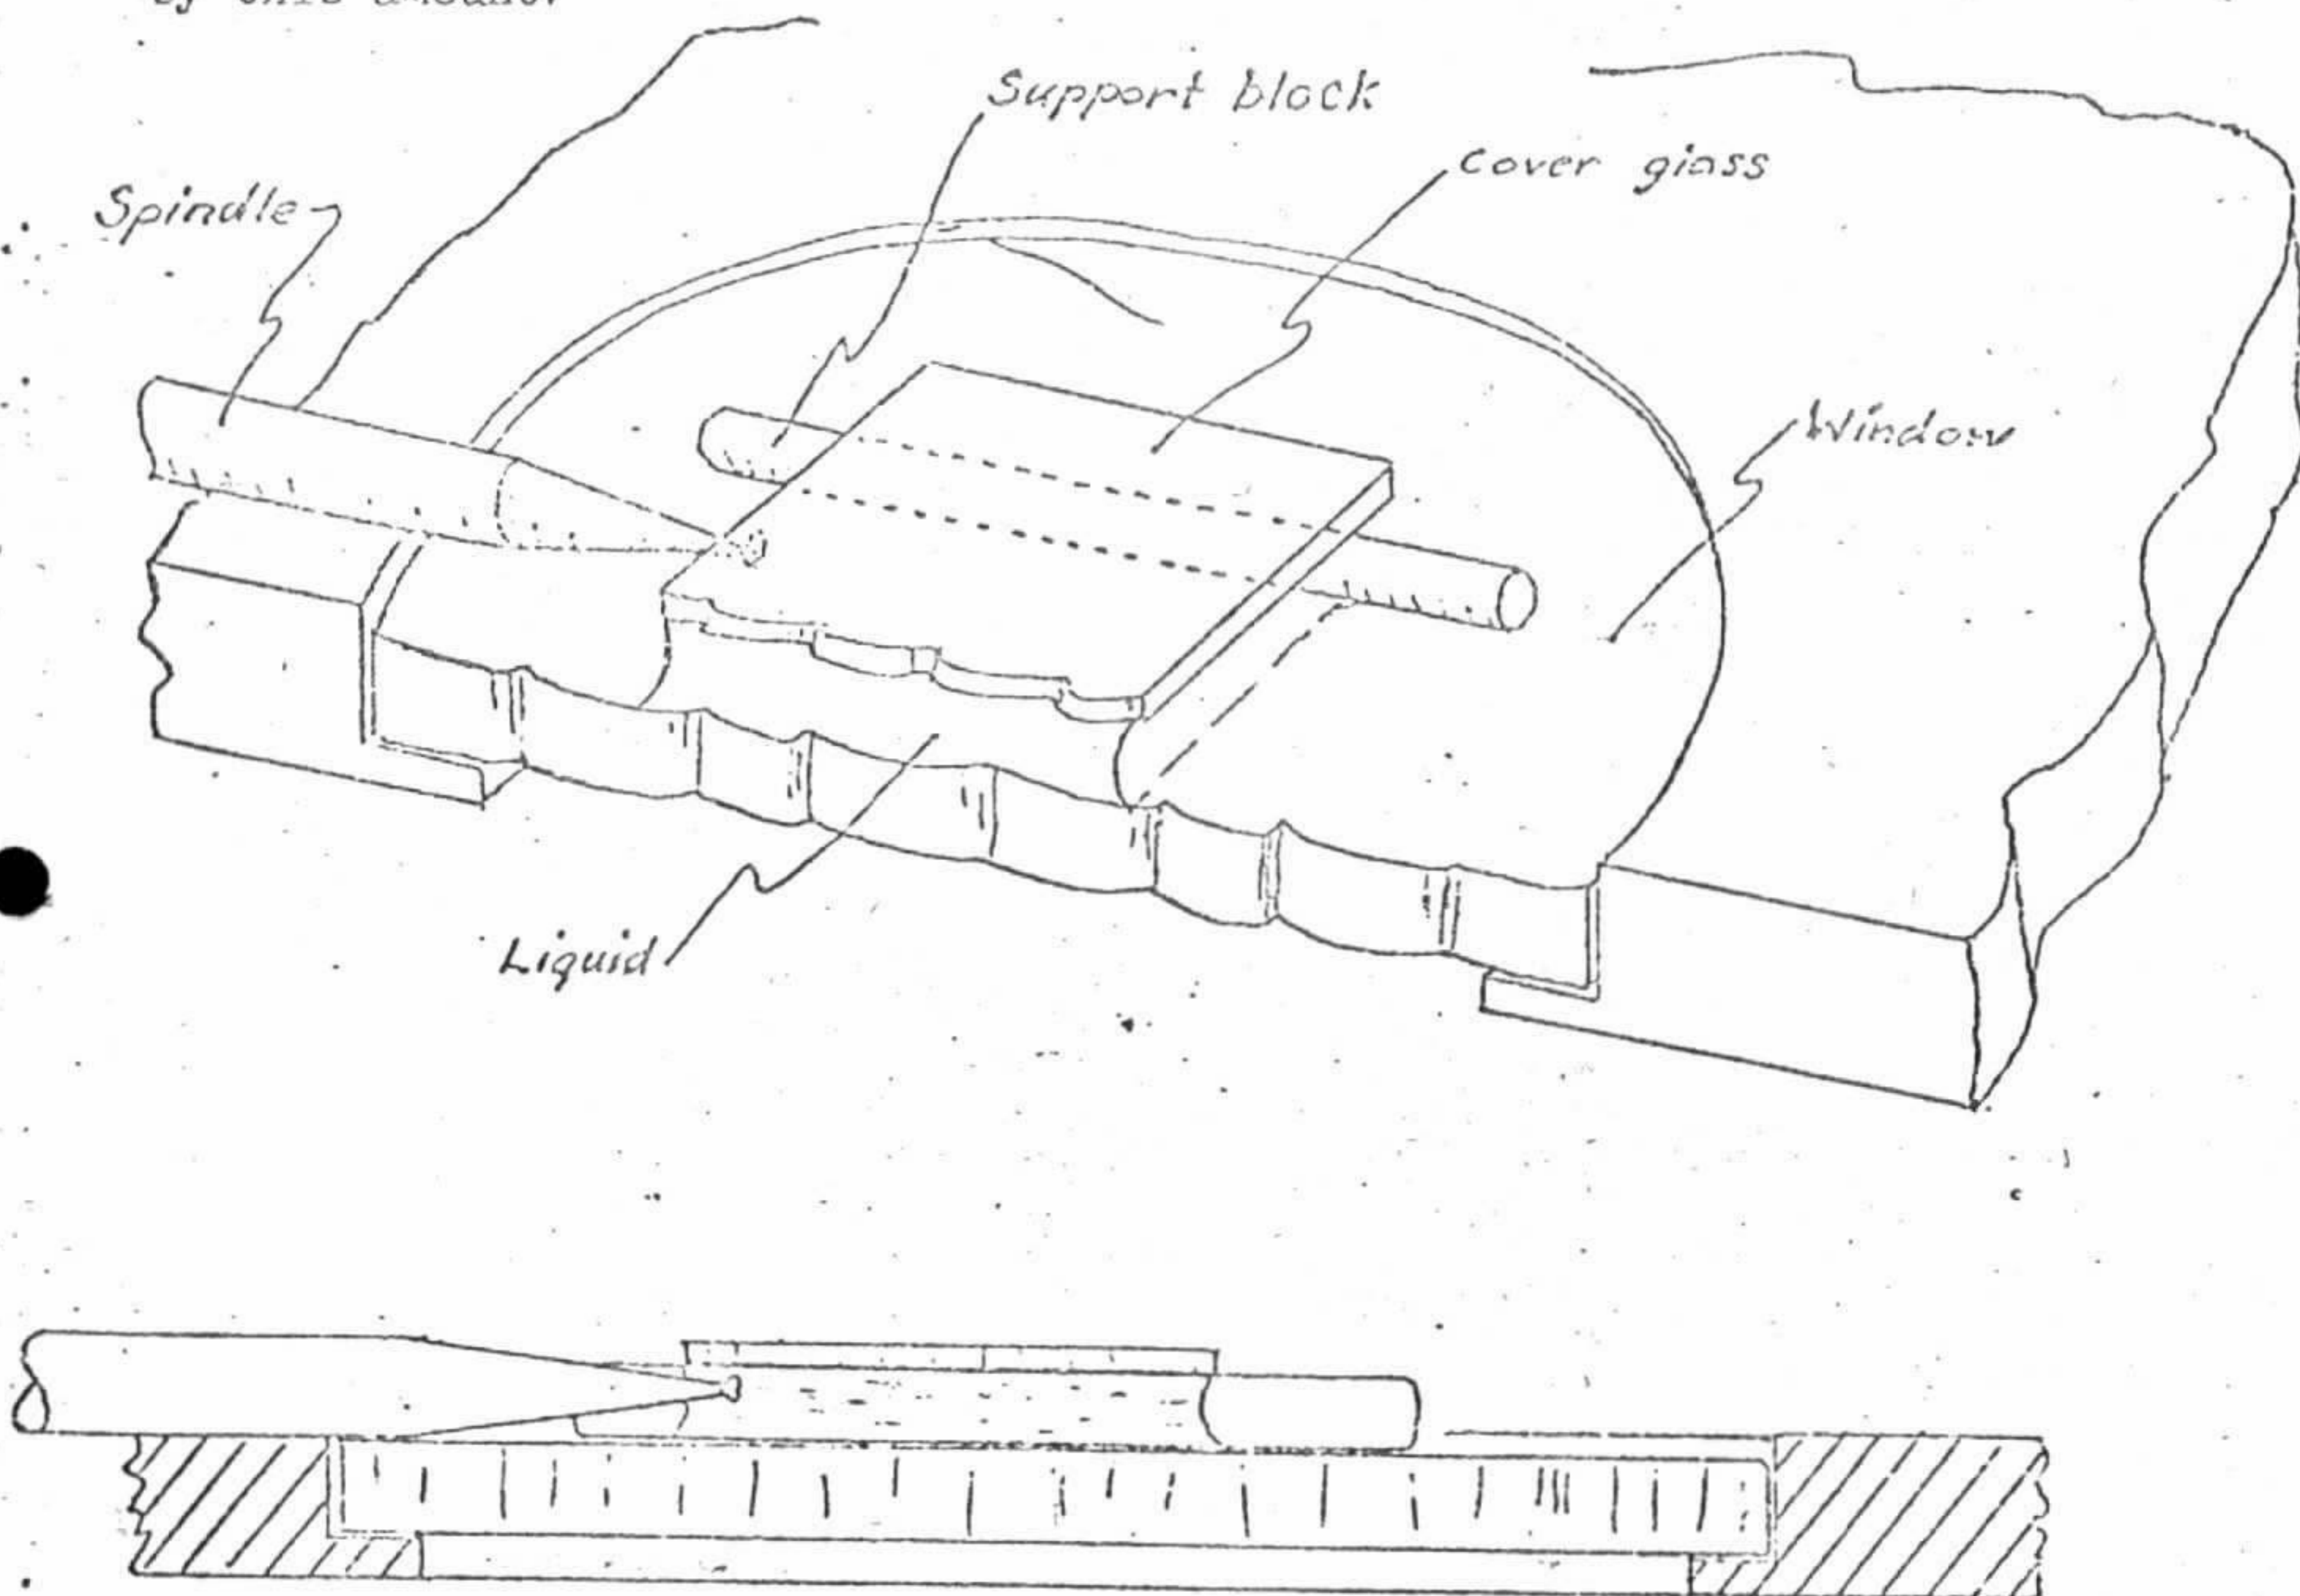 Support block
cover glass
Spindle
Window
Liquid